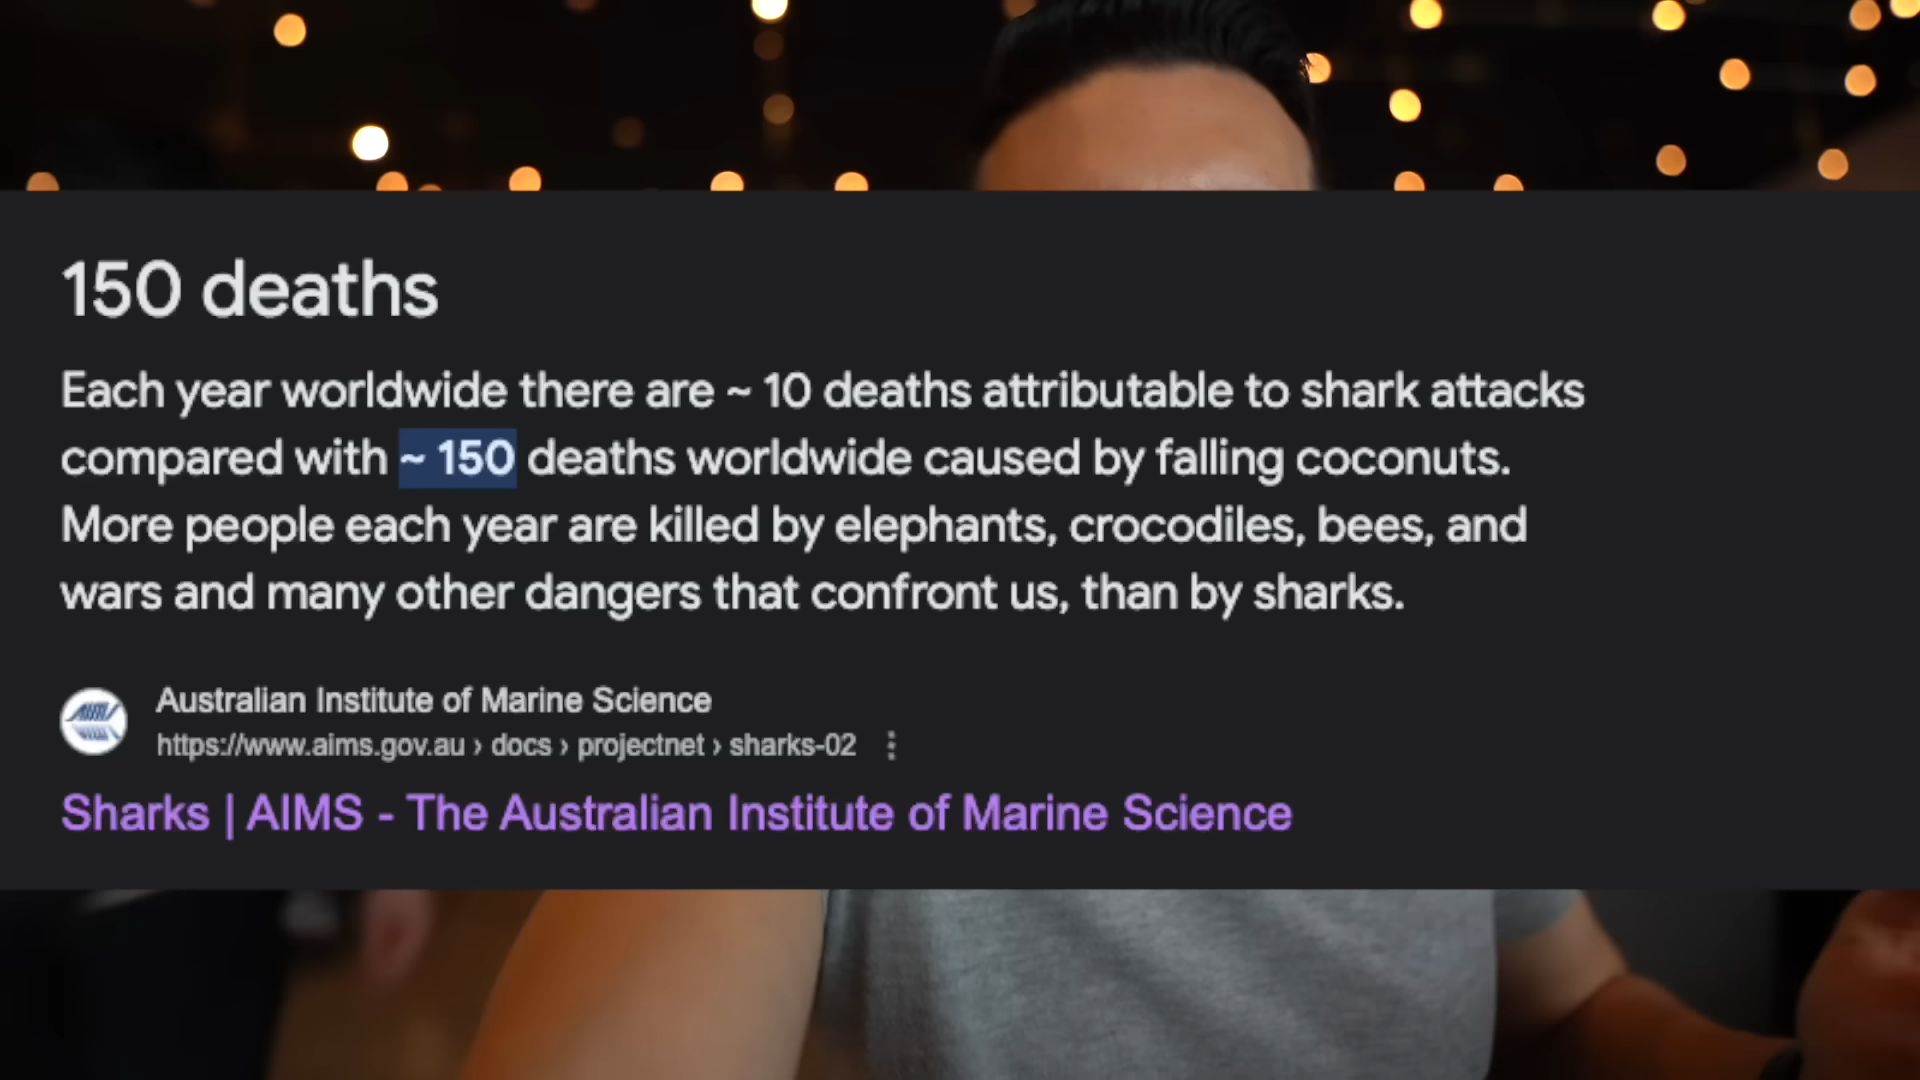 150 deaths
Each year worldwide there are ~ 10 deaths attributable to shark attacks
compared with ~ 150 deaths worldwide caused by falling coconuts.
More people each year are killed by elephants, crocodiles, bees, and
wars and many other dangers that confront us, than by sharks.
AIMS
Australian Institute of Marine Science
https://www.aims.gov.au › docs › projectnet › sharks-02
Sharks | AIMS - The Australian Institute of Marine Science